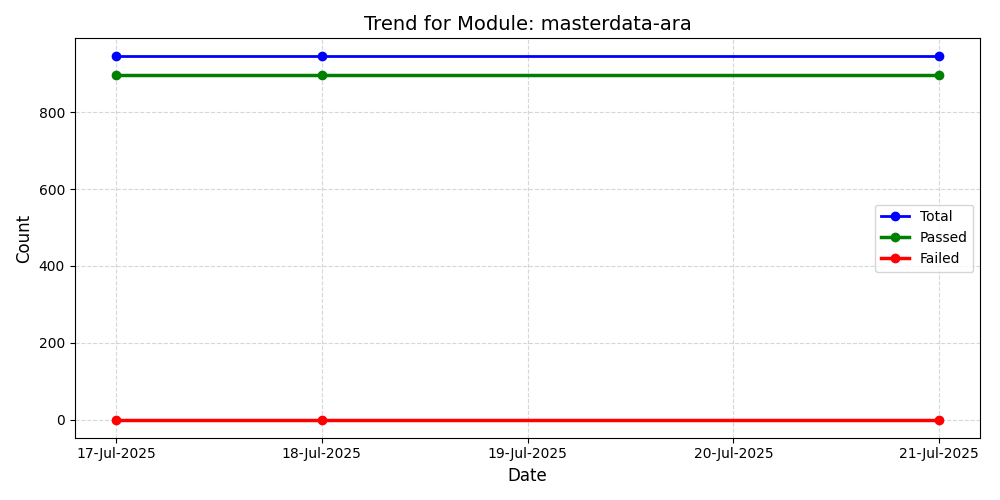 Trend for Module: masterdata-ara
Count
800
600
400
200
0
Total
Passed
Failed
17-Jul-2025
18-Jul-2025
19-Jul-2025
20-Jul-2025
21-Jul-2025
Date